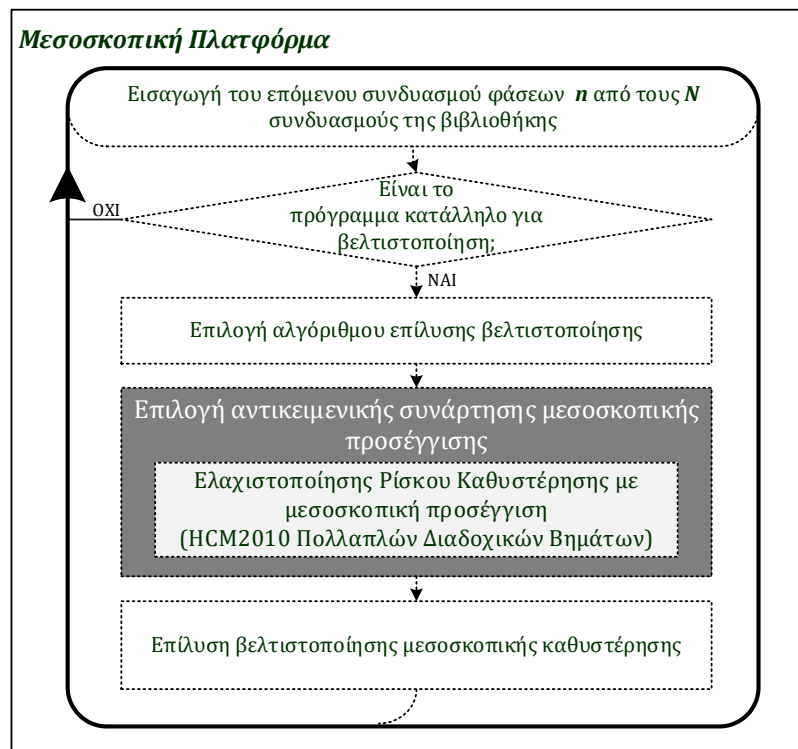 Μεσοσκοπική Πλατφόρμα
Εισαγωγή του επόμενου συνδυασμού φάσεων n από τους N
συνδυασμούς της βιβλιοθήκης
Είναι το
πρόγραμμα κατάλληλο για
βελτιστοποίηση;
ΟΧΙ
ΝΑΙ
Επιλογή αλγόριθμου επίλυσης βελτιστοποίησης
Επιλογή αντικειμενικής συνάρτησης μεσοσκοπικής
προσέγγισης
Ελαχιστοποίησης Ρίσκου Καθυστέρησης με
μεσοσκοπική προσέγγιση
(HCM2010 Πολλαπλών Διαδοχικών Βημάτων)
Επίλυση βελτιστοποίησης μεσοσκοπικής καθυστέρησης